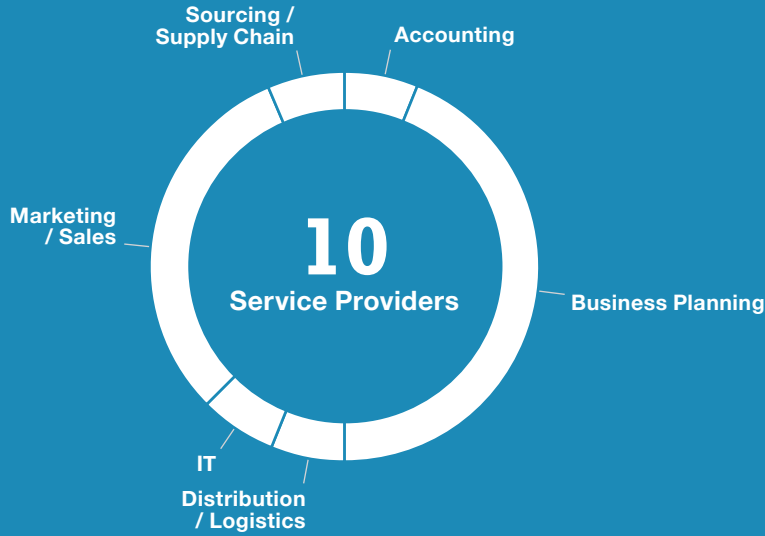 Sourcing /
Supply Chain
Accounting
Marketing
/ Sales
10
Service Providers
Business Planning
IT
Distribution
/ Logistics